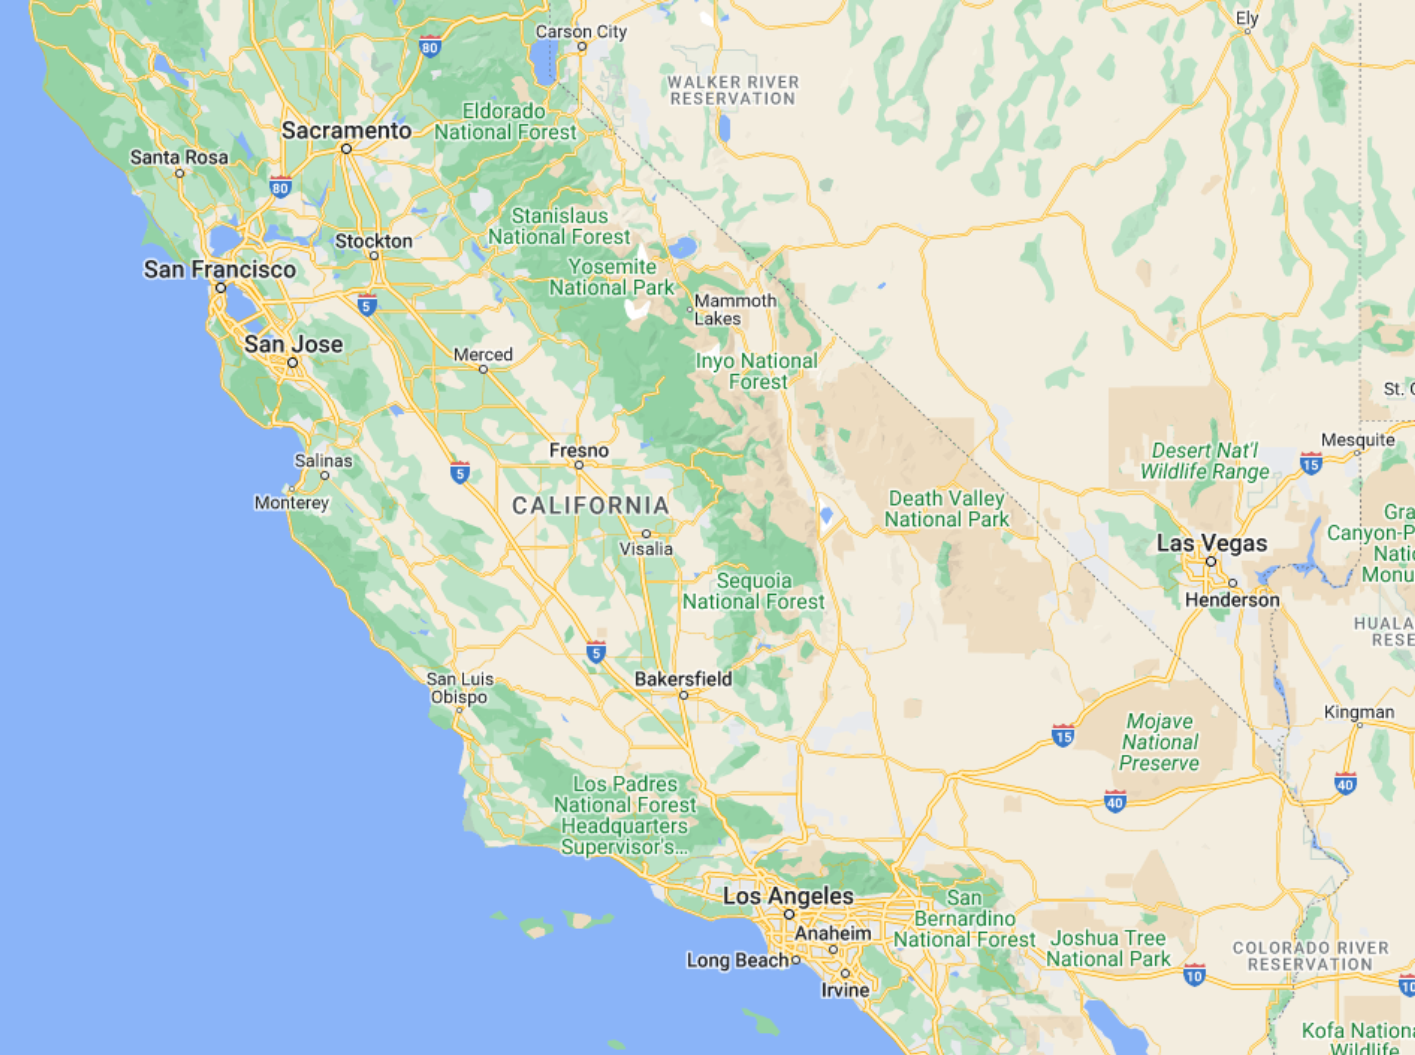 Carson City
Ely
80
WALKER RIVER
RESERVATION
Eldorado
National Forest
Sacramento
Santa Rosa
80
Stanislaus
National Forest
Stockton
San Francisco
Yosemite
National Park
5
Mammoth
Lakes
San Jose
Merced
Inyo National
Forest
St. G
Mesquite
Fresno
Desert Nat'l
Wildlife Range
15
Salinas
5
Monterey
CALIFORNIA
Death Valley
National Park
Gra
Canyon-P
Natio
Monu
Las Vegas
Visalia
Sequoia
National Forest
Henderson
HUALA
RESE
5
San Luis
Obispo
Bakersfield
Kingman
15
Mojave
National
Preserve
40
40
Los Padres
National Forest
Headquarters
Supervisor's...
Los Angeles
San
Bernardino
National Forest
Anaheim
Joshua Tree
National Park
COLORADO RIVER
RESERVATION
Long Beach
10
10
Irvine
Kofa Nationa
Wildlife